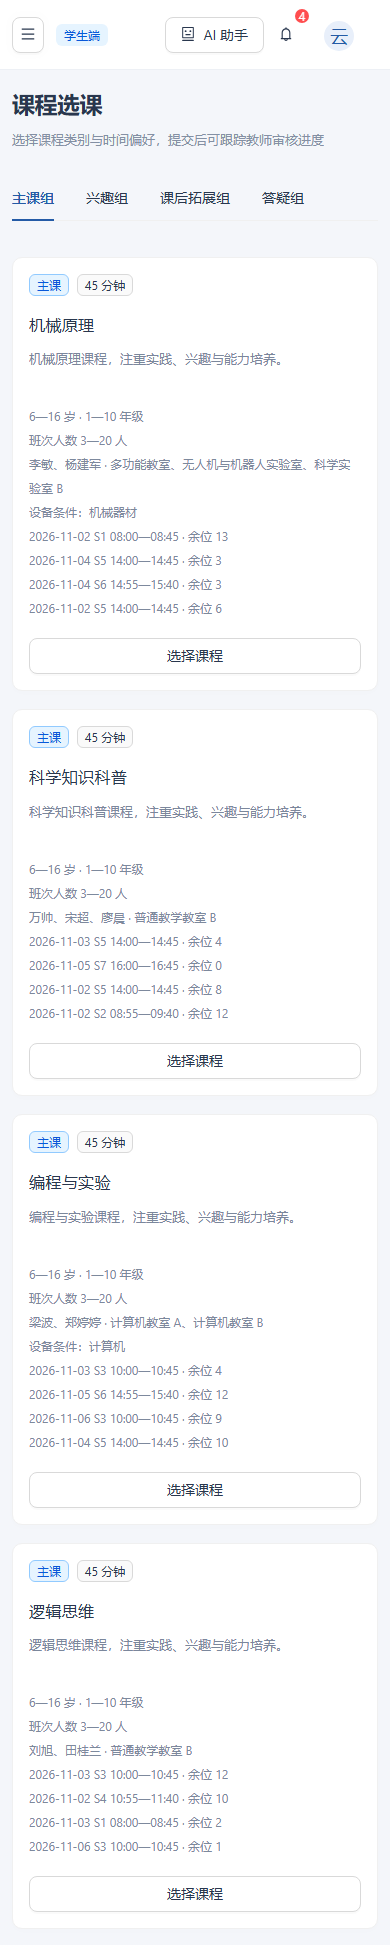 学生端
AI 助手
4
云
课程选课
选择课程类别与时间偏好，提交后可跟踪教师审核进度
主课组 兴趣组 课后拓展组 答疑组
主课 45 分钟
机械原理
机械原理课程，注重实践、兴趣与能力培养。
6—16 岁 · 1—10 年级
班次人数 3—20 人
李敏、杨建军 · 多功能教室、无人机与机器人实验室、科学实
验室 B
设备条件：机械器材
2026-11-02 S1 08:00—08:45 · 余位 13
2026-11-04 S5 14:00—14:45 · 余位 3
2026-11-04 S6 14:55—15:40 · 余位 3
2026-11-02 S5 14:00—14:45 · 余位 6
选择课程
主课 45 分钟
科学知识科普
科学知识科普课程，注重实践、兴趣与能力培养。
6—16 岁 · 1—10 年级
班次人数 3—20 人
万帅、宋超、廖晨 · 普通教学教室 B
2026-11-03 S5 14:00—14:45 · 余位 4
2026-11-05 S7 16:00—16:45 · 余位 0
2026-11-02 S5 14:00—14:45 · 余位 8
2026-11-02 S2 08:55—09:40 · 余位 12
选择课程
主课 45 分钟
编程与实验
编程与实验课程，注重实践、兴趣与能力培养。
6—16 岁 · 1—10 年级
班次人数 3—20 人
梁波、郑婷婷 · 计算机教室 A、计算机教室 B
设备条件：计算机
2026-11-03 S3 10:00—10:45 · 余位 4
2026-11-05 S6 14:55—15:40 · 余位 12
2026-11-06 S3 10:00—10:45 · 余位 9
2026-11-04 S5 14:00—14:45 · 余位 10
选择课程
主课 45 分钟
逻辑思维
逻辑思维课程，注重实践、兴趣与能力培养。
6—16 岁 · 1—10 年级
班次人数 3—20 人
刘旭、田桂兰 · 普通教学教室 B
2026-11-03 S3 10:00—10:45 · 余位 12
2026-11-02 S4 10:55—11:40 · 余位 10
2026-11-03 S1 08:00—08:45 · 余位 2
2026-11-06 S3 10:00—10:45 · 余位 1
选择课程